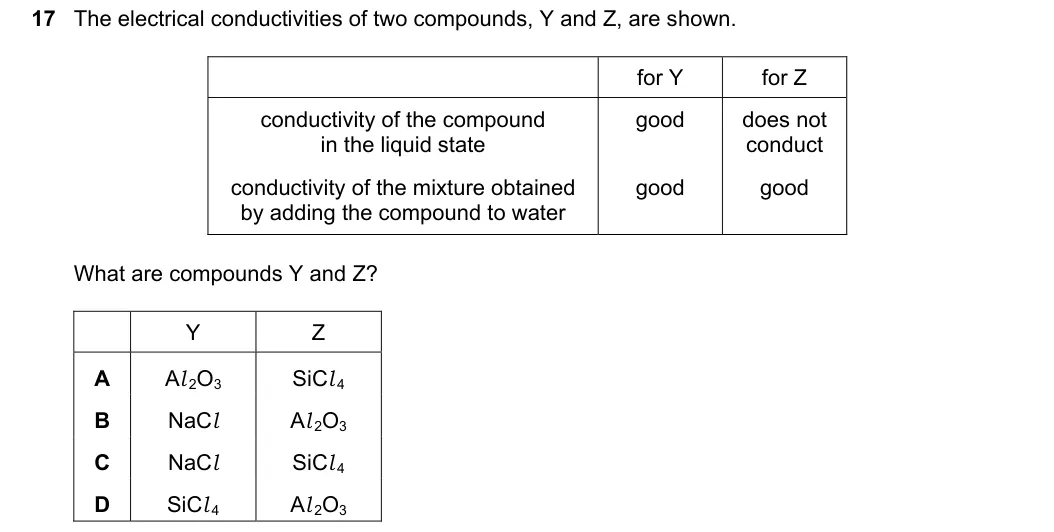 17 The electrical conductivities of two compounds, Y and Z, are shown.
for Y for Z
conductivity of the compound in the liquid state good does not conduct
conductivity of the mixture obtained by adding the compound to water good good
What are compounds Y and Z?
Y Z
A Al₂O₃ SiCl₄
B NaCl Al₂O₃
C NaCl SiCl₄
D SiCl₄ Al₂O₃